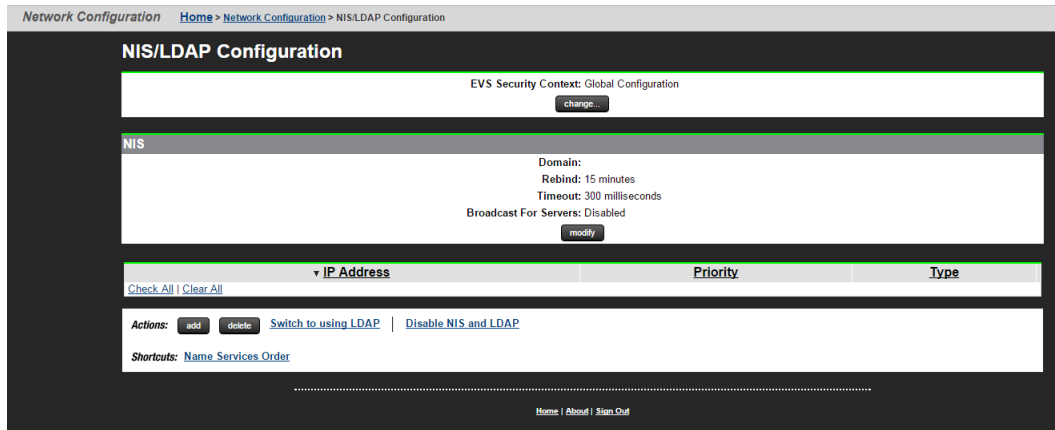 Network Configuration Home > Network Configuration > NIS/LDAP Configuration
NIS/LDAP Configuration
EVS Security Context: Global Configuration
change...
NIS
Domain:
Rebind: 15 minutes
Timeout: 300 milliseconds
Broadcast For Servers: Disabled
modify
▼ IP Address Priority Type
Check All | Clear All
Actions: add delete Switch to using LDAP | Disable NIS and LDAP
Shortcuts: Name Services Order
Home | About | Sign Out